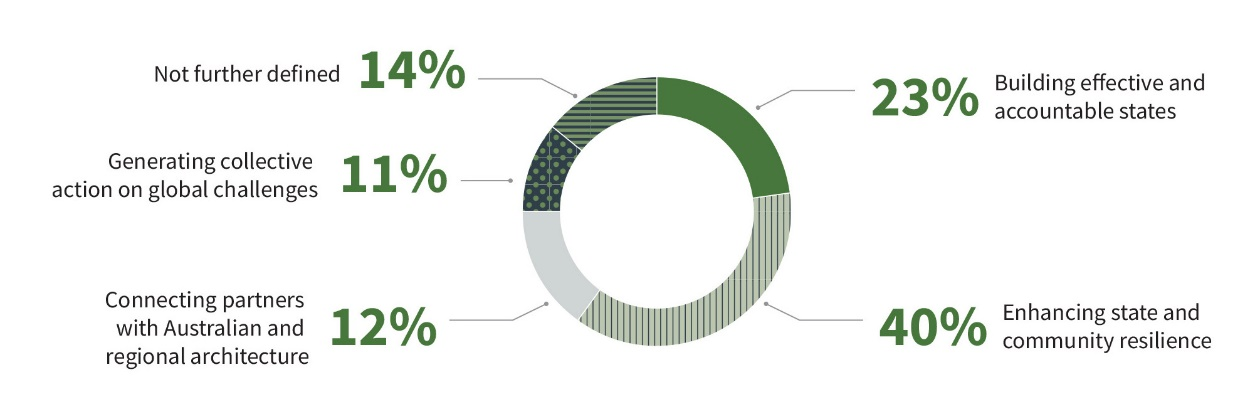 Not further defined
14%
Generating collective
action on global challenges
11%
Connecting partners
with Australian and
regional architecture
12%
23%
Building effective and
accountable states
40%
Enhancing state and
community resilience